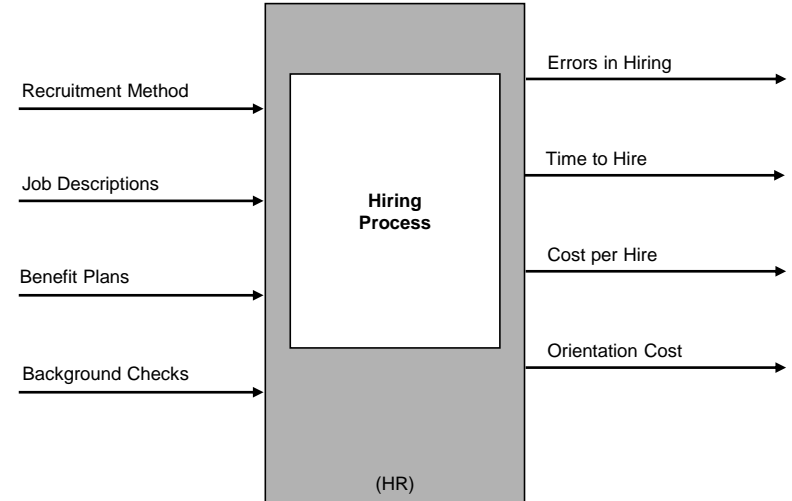 Recruitment Method
Job Descriptions
Benefit Plans
Background Checks
Hiring
Process
(HR)
Errors in Hiring
Time to Hire
Cost per Hire
Orientation Cost